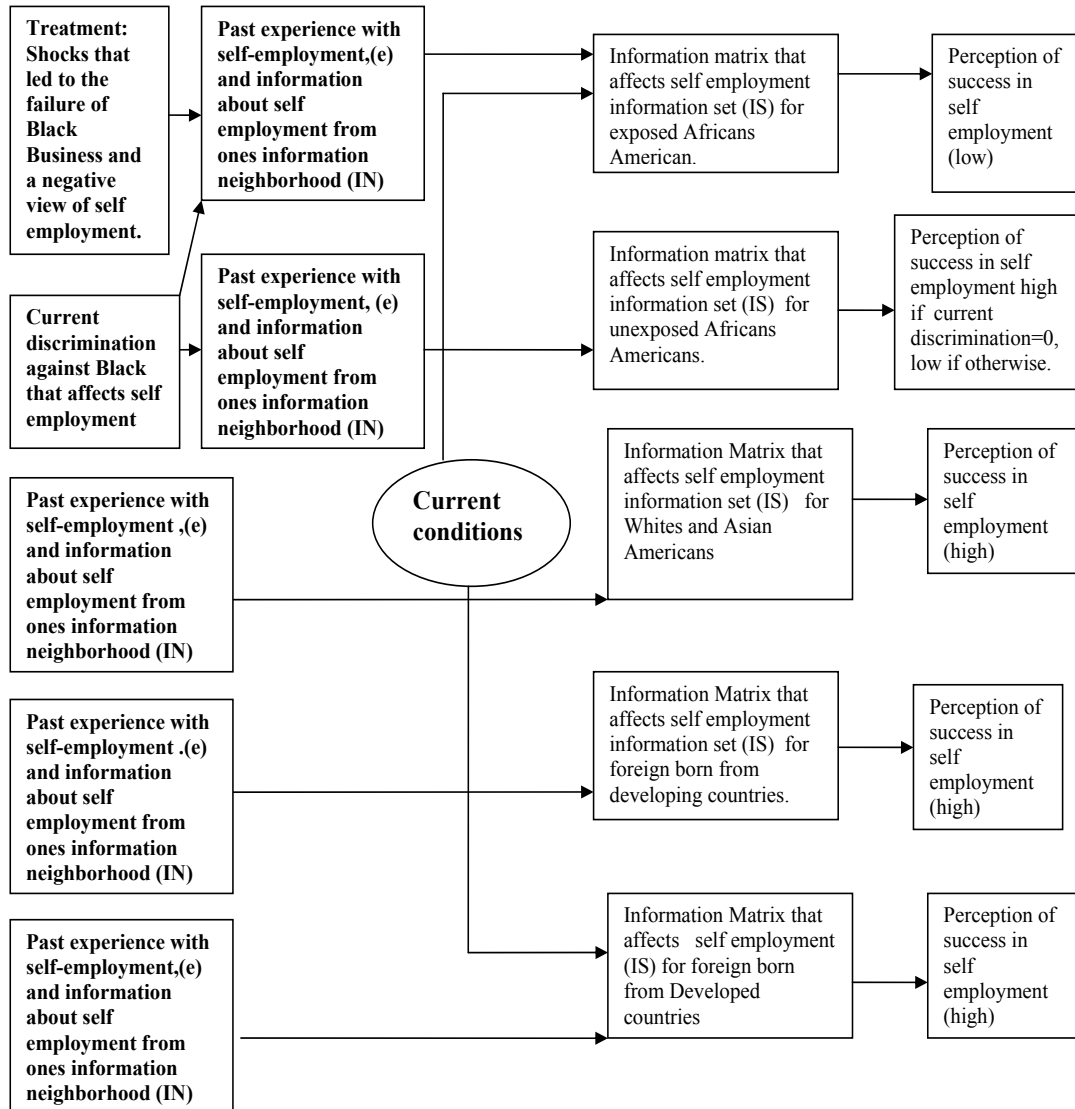 Treatment:
Shocks that
led to the
failure of
Black
Business and
a negative
view of self
employment.
Past experience with
self-employment,(e)
and information
about self
employment from
ones information
neighborhood (IN)
Information matrix that
affects self employment
information set (IS) for
exposed Africans
American.
Perception of
success in
self
employment
(low)
Current
discrimination
against Black
that affects self
employment
Past experience with
self-employment, (e)
and information
about self
employment from
ones information
neighborhood (IN)
Information matrix that
affects self employment
information set (IS) for
unexposed Africans
Americans.
Perception of
success in self
employment high
if current
discrimination=0,
low if otherwise.
Current
conditions
Past experience with
self-employment ,(e)
and information
about self
employment from
ones information
neighborhood (IN)
Information Matrix that
affects self employment
information set (IS) for
Whites and Asian
Americans
Perception of
success in
self
employment
(high)
Past experience with
self-employment .(e)
and information
about self
employment from
ones information
neighborhood (IN)
Information Matrix that
affects self employment
information set (IS) for
foreign born from
developing countries.
Perception of
success in
self
employment
(high)
Past experience with
self-employment,(e)
and information
about self
employment from
ones information
neighborhood (IN)
Information Matrix that
affects self employment
(IS) for foreign born
from Developed
countries
Perception of
success in
self
employment
(high)